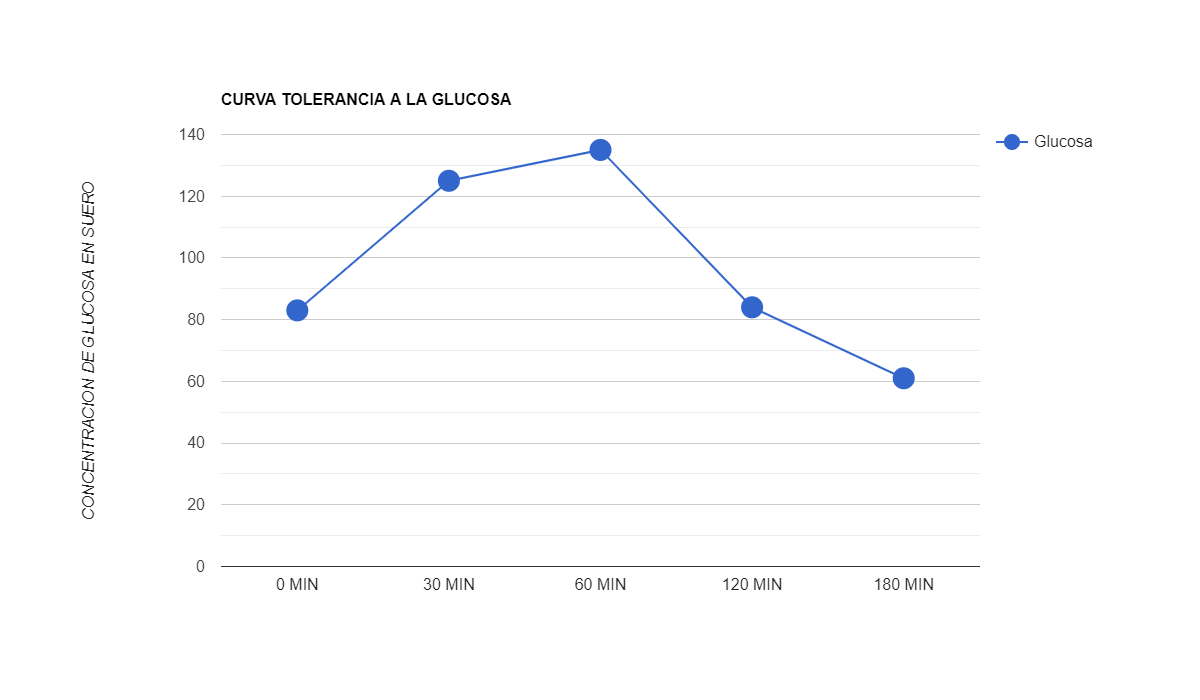 CURVA TOLERANCIA A LA GLUCOSA
Glucosa
CONCENTRACION DE GLUCOSA EN SUERO
140
120
100
80
60
40
20
0
0 MIN
30 MIN
60 MIN
120 MIN
180 MIN